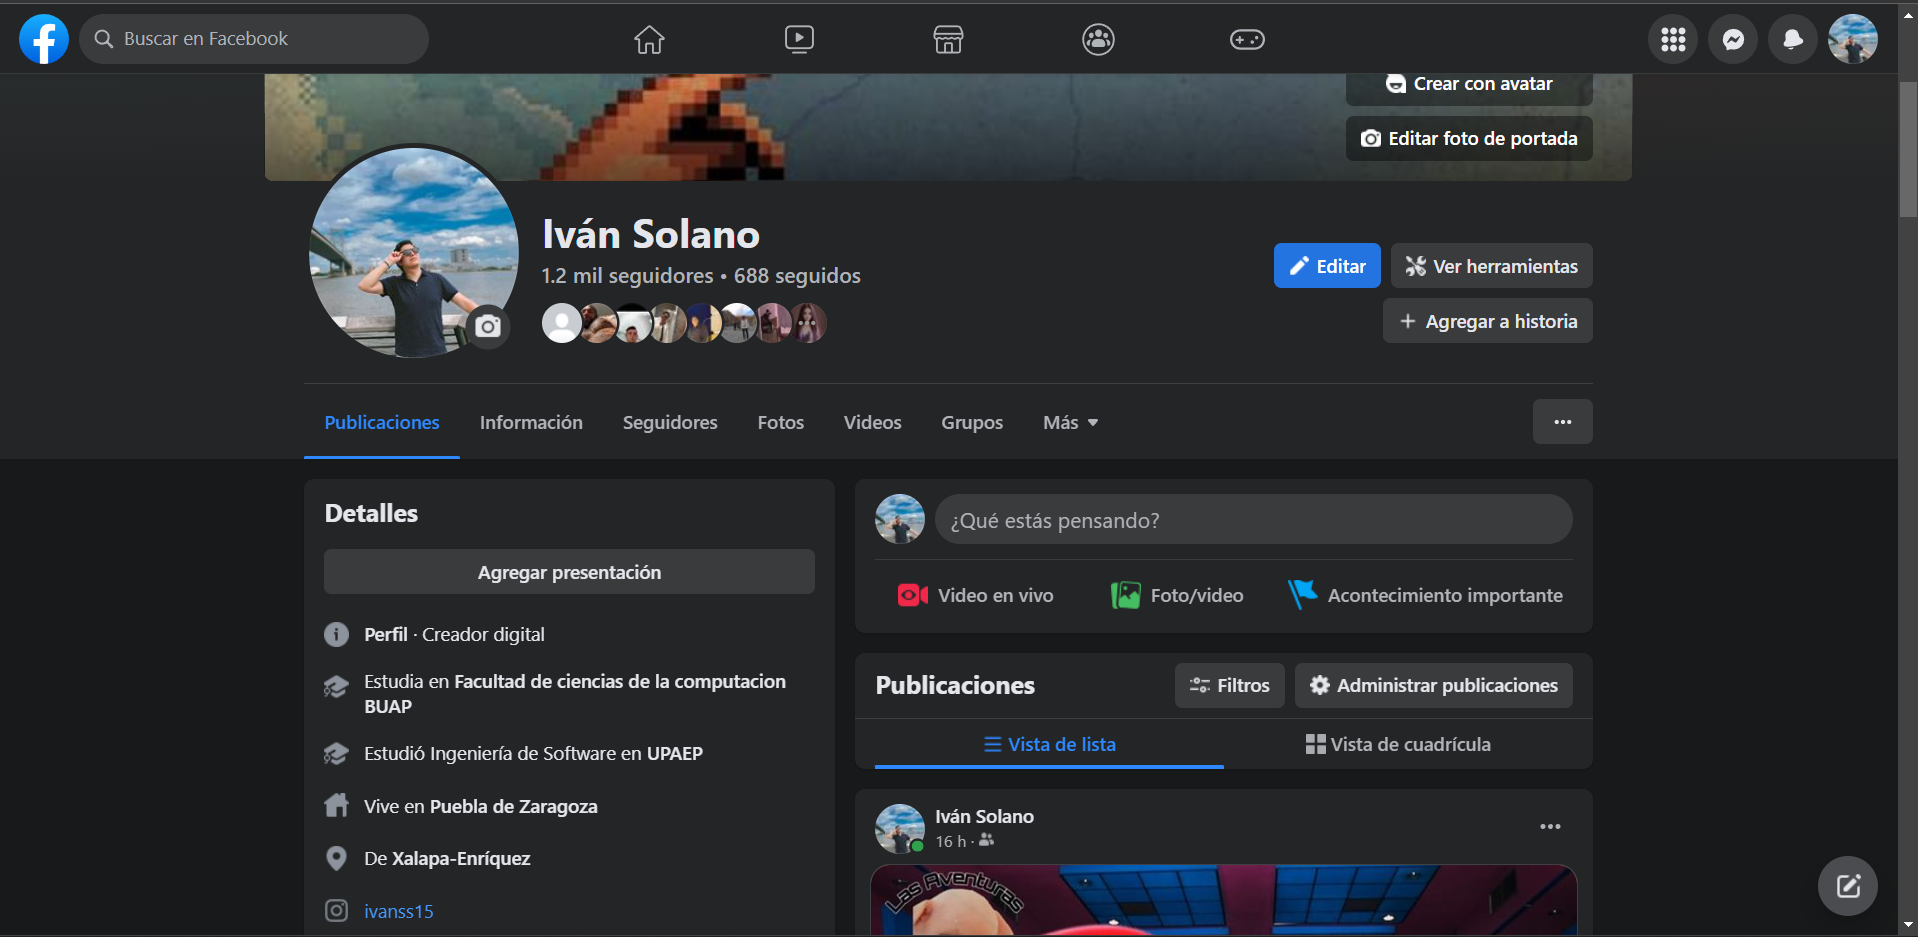 Buscar en Facebook
Crear con avatar
Editar foto de portada
Iván Solano
1.2 mil seguidores • 688 seguidos
Editar
Ver herramientas
+ Agregar a historia
Publicaciones
Información
Seguidores
Fotos
Videos
Grupos
Más
Detalles
Agregar presentación
Perfil · Creador digital
Estudia en Facultad de ciencias de la computacion
BUAP
Estudió Ingeniería de Software en UPAEP
Vive en Puebla de Zaragoza
De Xalapa-Enríquez
ivanss15
¿Qué estás pensando?
Video en vivo
Foto/video
Acontecimiento importante
Publicaciones
Filtros
Administrar publicaciones
Vista de lista
Vista de cuadrícula
Iván Solano
16 h ·
Las Aventuras